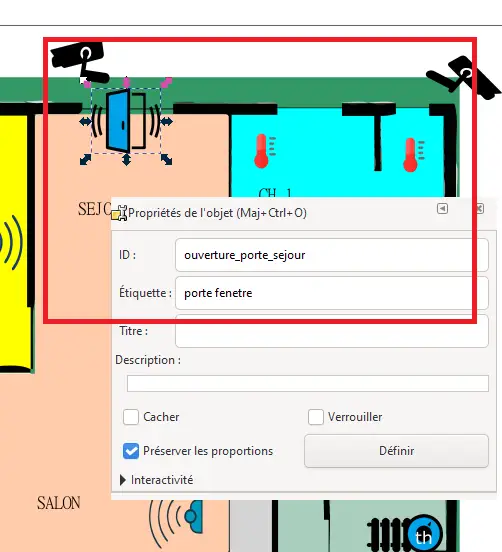 CH 1
SEJO
Propriétés de l'objet (Maj+Ctrl+O)
ID : ouverture_porte_sejour
Étiquette : porte fenetre
Titre :
Description :
Cacher Verrouiller
Préserver les proportions Définir
Interactivité
SALON
th